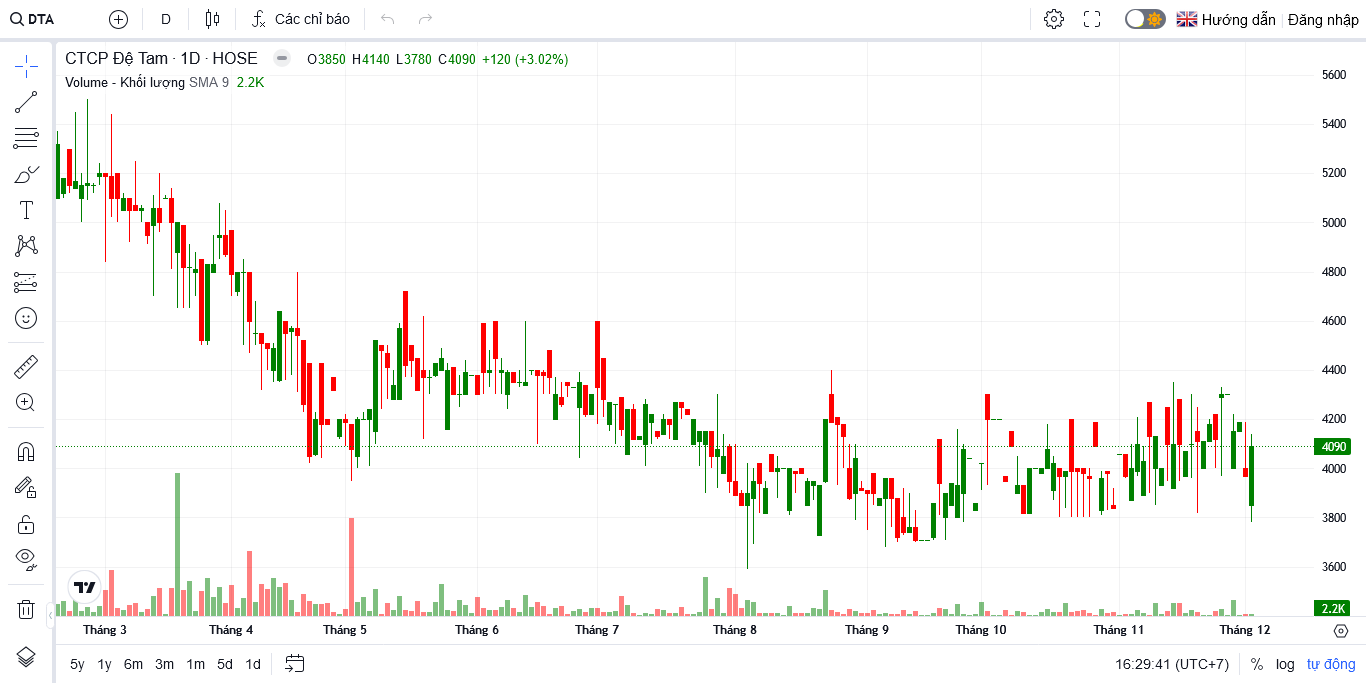 DTA D Các chỉ báo Hướng dẫn Đăng nhập
CTCP Đệ Tam · 1D · HOSE O3850 H4140 L3780 C4090 +120 (+3.02%)
Volume - Khối lượng SMA 9 2.2K
5600
5400
5200
5000
4800
4600
4400
4200
4090
4000
3800
3600
2.2K
Tháng 3 Tháng 4 Tháng 5 Tháng 6 Tháng 7 Tháng 8 Tháng 9 Tháng 10 Tháng 11 Tháng 12
5y 1y 6m 3m 1m 5d 1d 16:29:41 (UTC+7) % log tự động